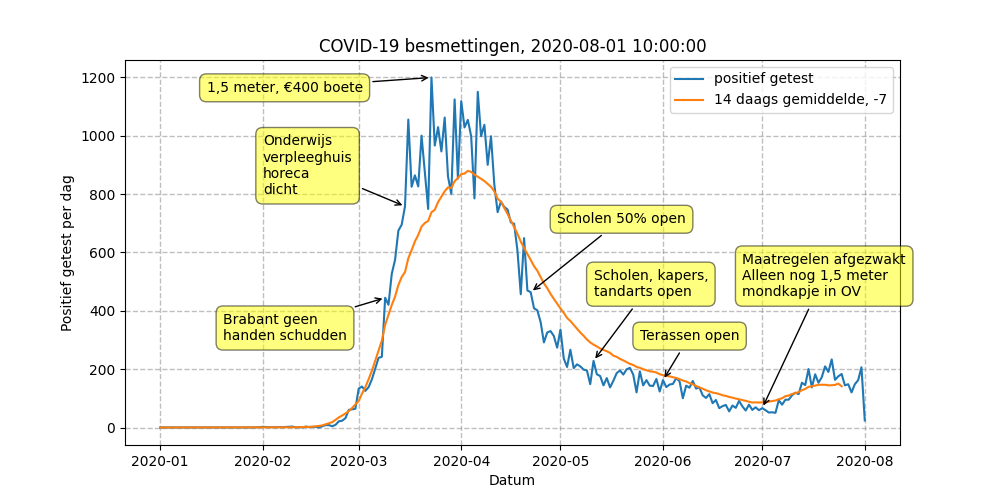 COVID-19 besmettingen, 2020-08-01 10:00:00
positief getest
14 daags gemiddelde, -7
1,5 meter, €400 boete
Onderwijs
verpleeghuis
horeca
dicht
Scholen 50% open
Maatregelen afgezwakt
Alleen nog 1,5 meter
mondkapje in OV
Scholen, kapers,
tandarts open
Brabant geen
handen schudden
Terassen open
Positief getest per dag
1200
1000
800
600
400
200
0
2020-01
2020-02
2020-03
2020-04
2020-05
2020-06
2020-07
2020-08
Datum